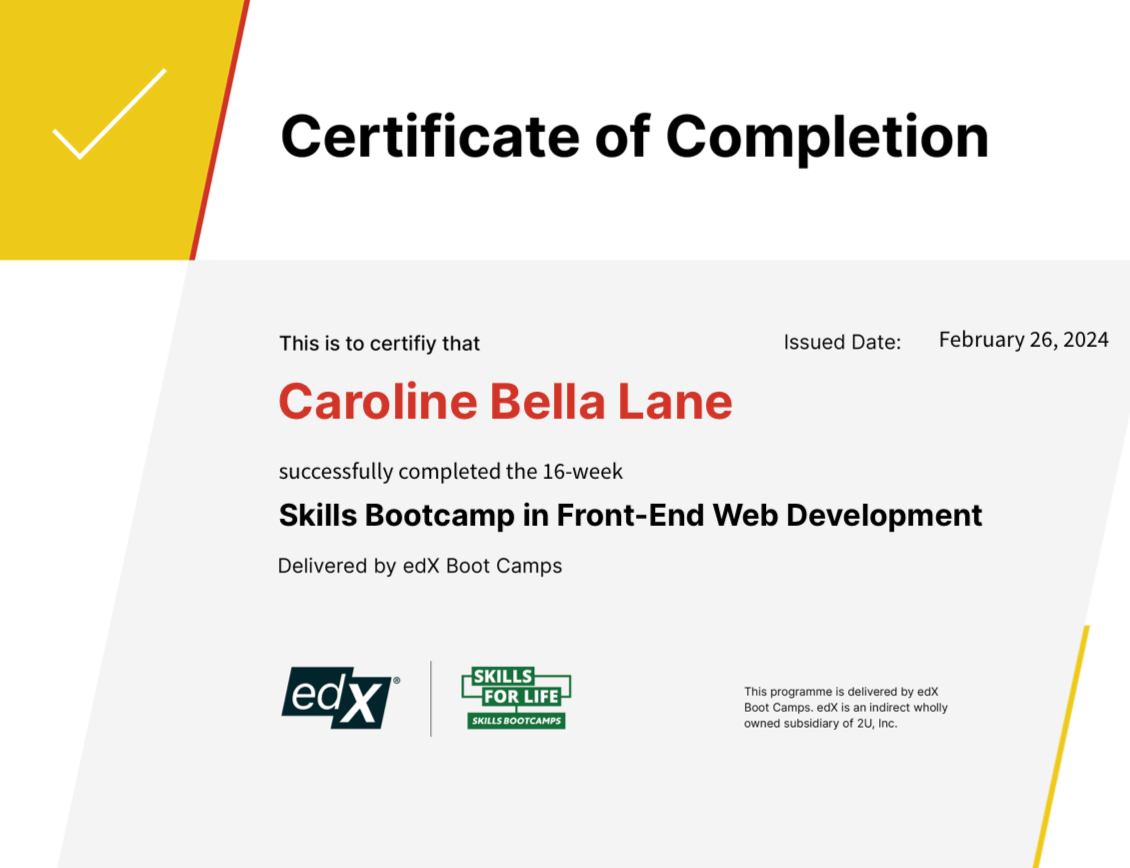 Certificate of Completion
This is to certifiy that
Issued Date: February 26, 2024
Caroline Bella Lane
successfully completed the 16-week
Skills Bootcamp in Front-End Web Development
Delivered by edX Boot Camps
edX®
SKILLS
FOR LIFE
SKILLS BOOTCAMPS
This programme is delivered by edX
Boot Camps. edX is an indirect wholly
owned subsidiary of 2U, Inc.